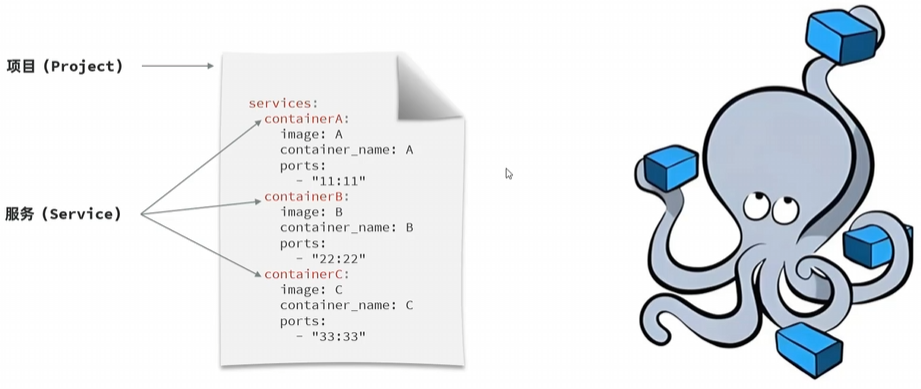 项目 (Project)
services:
containerA:
image: A
container_name: A
ports:
- "11:11"
服务 (Service)
containerB:
image: B
container_name: B
ports:
- "22:22"
containerC:
image: C
container_name: C
ports:
- "33:33"